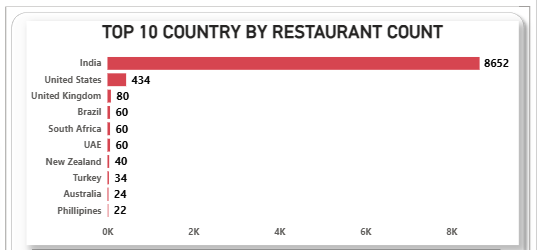 TOP 10 COUNTRY BY RESTAURANT COUNT
India 8652
United States 434
United Kingdom 80
Brazil 60
South Africa 60
UAE 60
New Zealand 40
Turkey 34
Australia 24
Phillipines 22
0K 2K 4K 6K 8K